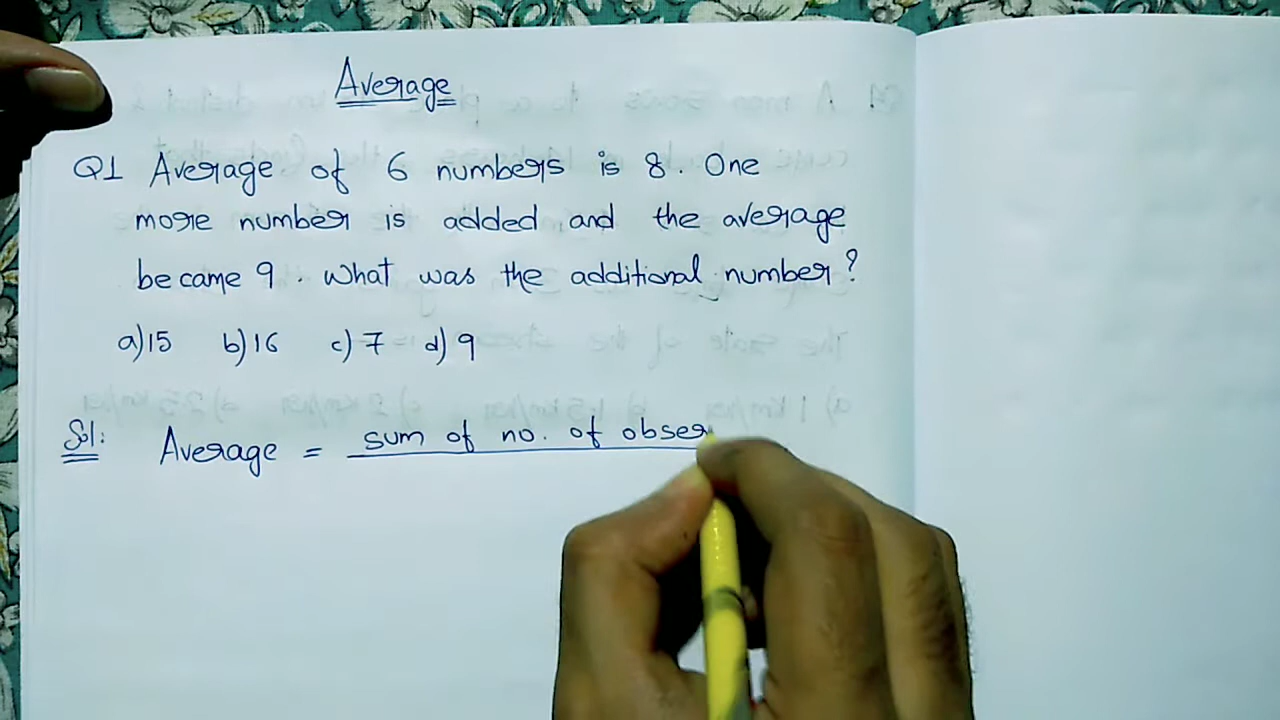 Average
Q1 Average of 6 numbers is 8. One
more number is added and the average
became 9. What was the additional number?
a) 15 b) 16 c) 7 d) 9
Sol: Average = sum of no. of obser